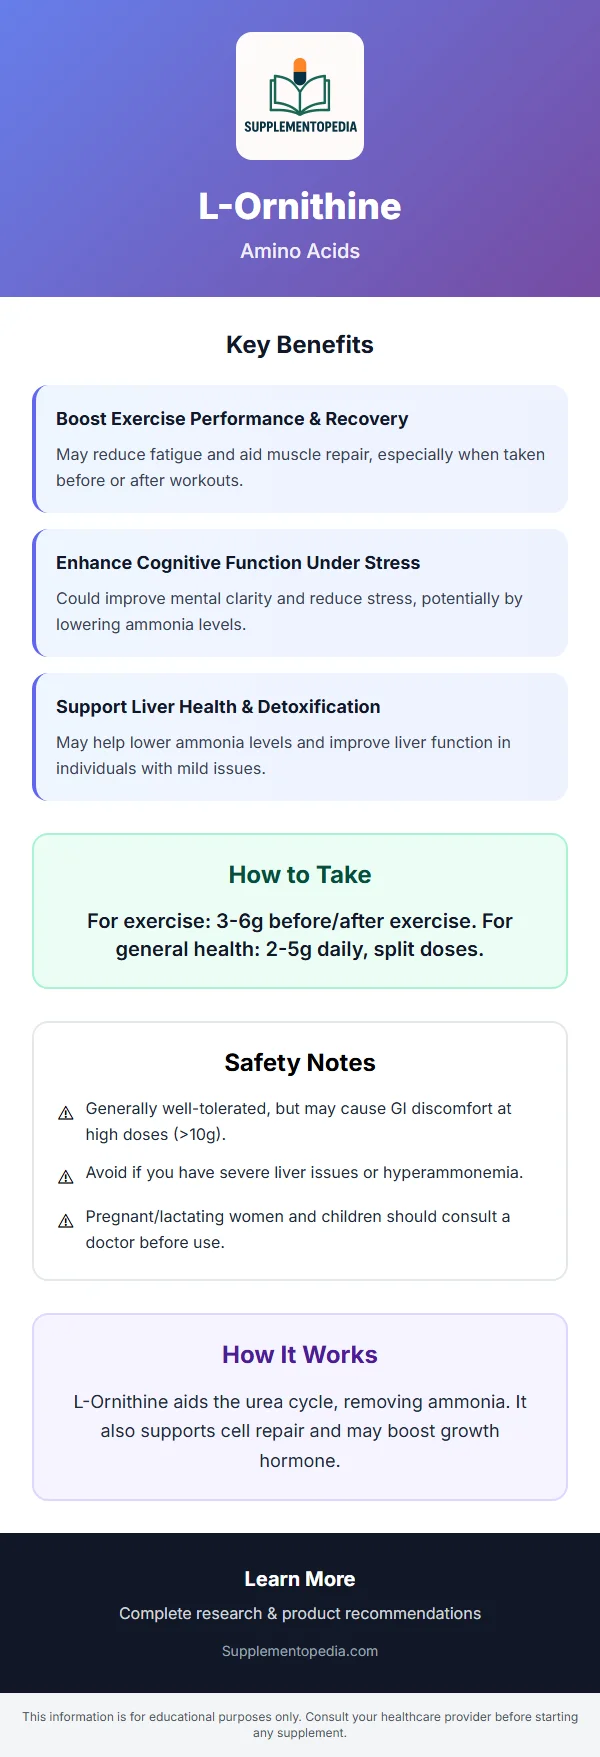 SUPPLEMENTOPEDIA
L-Ornithine
Amino Acids
Key Benefits
Boost Exercise Performance & Recovery
May reduce fatigue and aid muscle repair, especially when taken
before or after workouts.
Enhance Cognitive Function Under Stress
Could improve mental clarity and reduce stress, potentially by
lowering ammonia levels.
Support Liver Health & Detoxification
May help lower ammonia levels and improve liver function in
individuals with mild issues.
How to Take
For exercise: 3-6g before/after exercise. For
general health: 2-5g daily, split doses.
Safety Notes
⚠ Generally well-tolerated, but may cause GI discomfort at
high doses (>10g).
⚠ Avoid if you have severe liver issues or hyperammonemia.
⚠ Pregnant/lactating women and children should consult a
doctor before use.
How It Works
L-Ornithine aids the urea cycle, removing ammonia. It
also supports cell repair and may boost growth
hormone.
Learn More
Complete research & product recommendations
Supplementopedia.com
This information is for educational purposes only. Consult your healthcare provider before starting
any supplement.